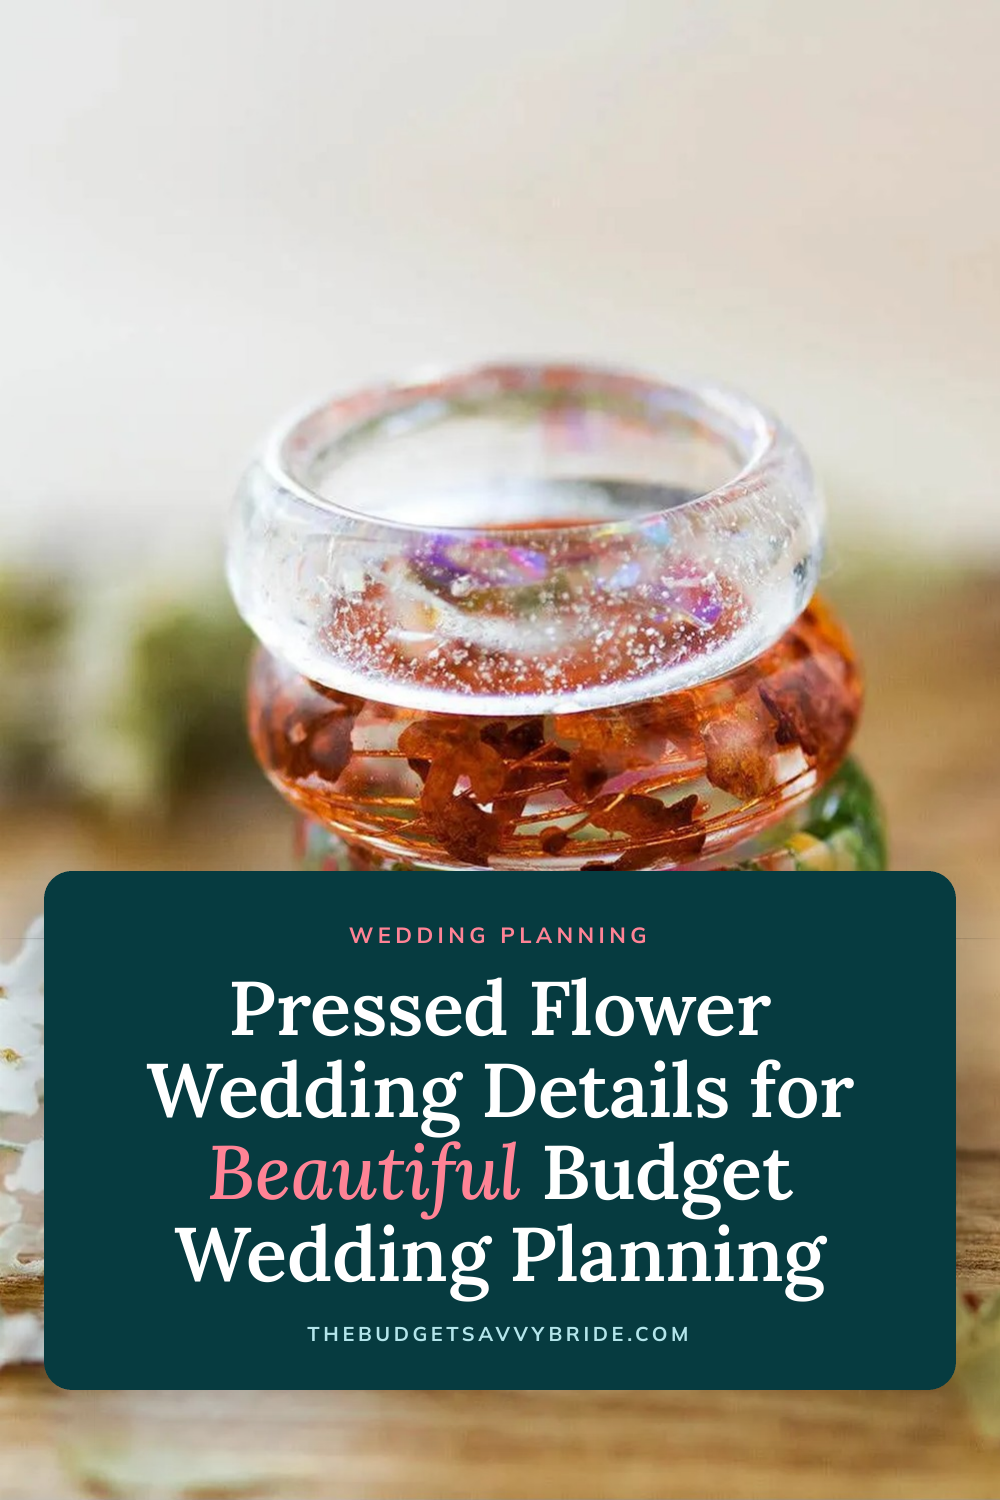 WEDDING PLANNING
Pressed Flower
Wedding Details for
Beautiful Budget
Wedding Planning
THEBUDGETSAVVYBRIDE.COM